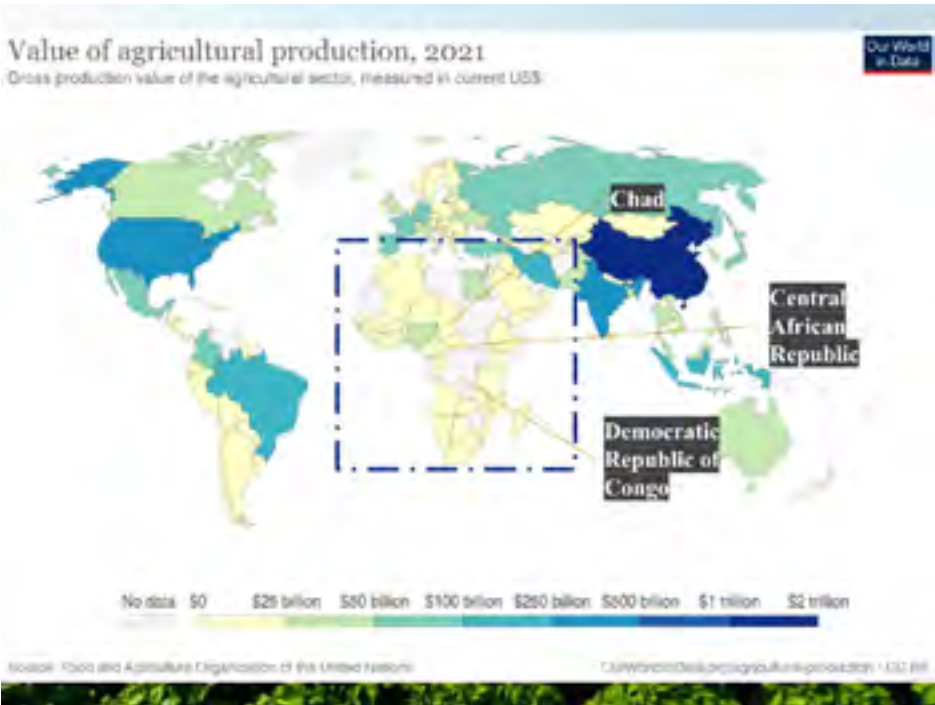 Value of agricultural production, 2021
Gross production value of the agricultural sector, measured in current US$
Our World
in Data
Chad
Central
African
Republic
Democratic
Republic of
Congo
No data $0 $25 billion $50 billion $100 billion $250 billion $500 billion $1 trillion $2 trillion
Source: Food and Agriculture Organization of the United Nations
CC BY